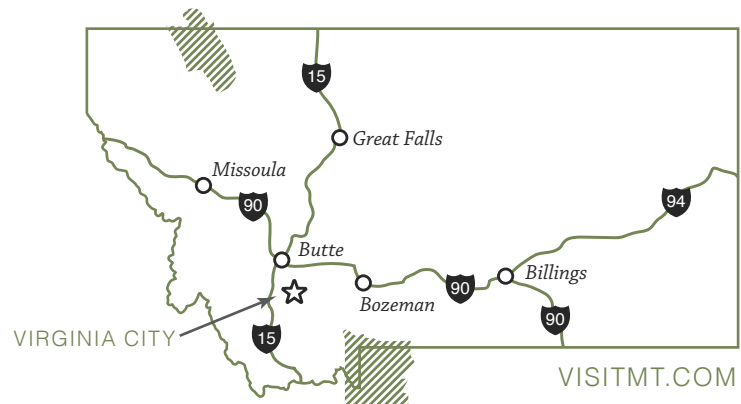 15
Great Falls
Missoula
90
94
Butte
Billings
90
Bozeman
90
VIRGINIA CITY
15
VISITMT.COM